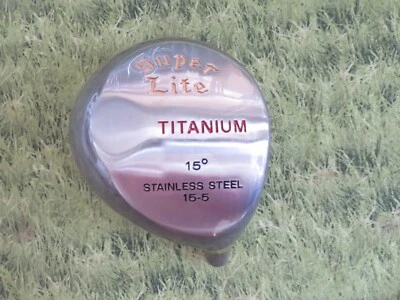 Super
Lite
TITANIUM
15°
STAINLESS STEEL
15-5